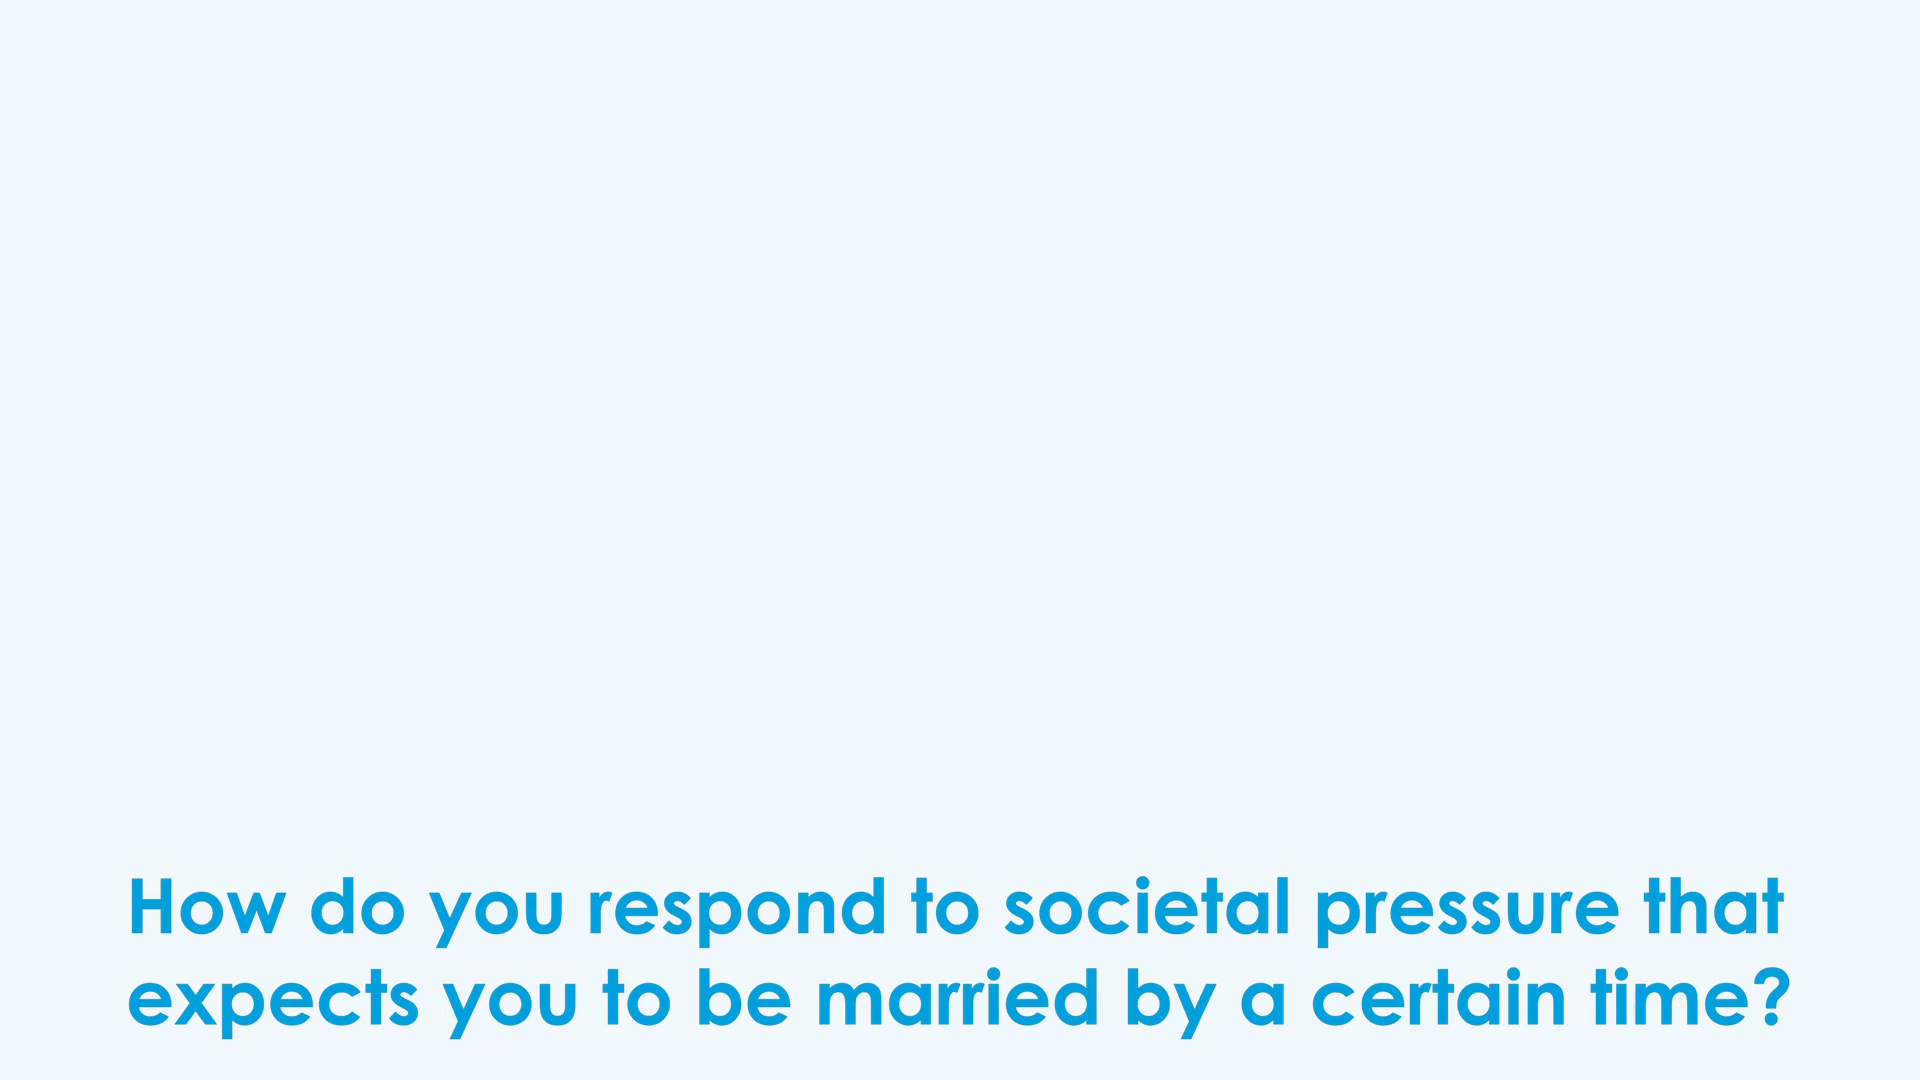 How do you respond to societal pressure that
expects you to be married by a certain time?